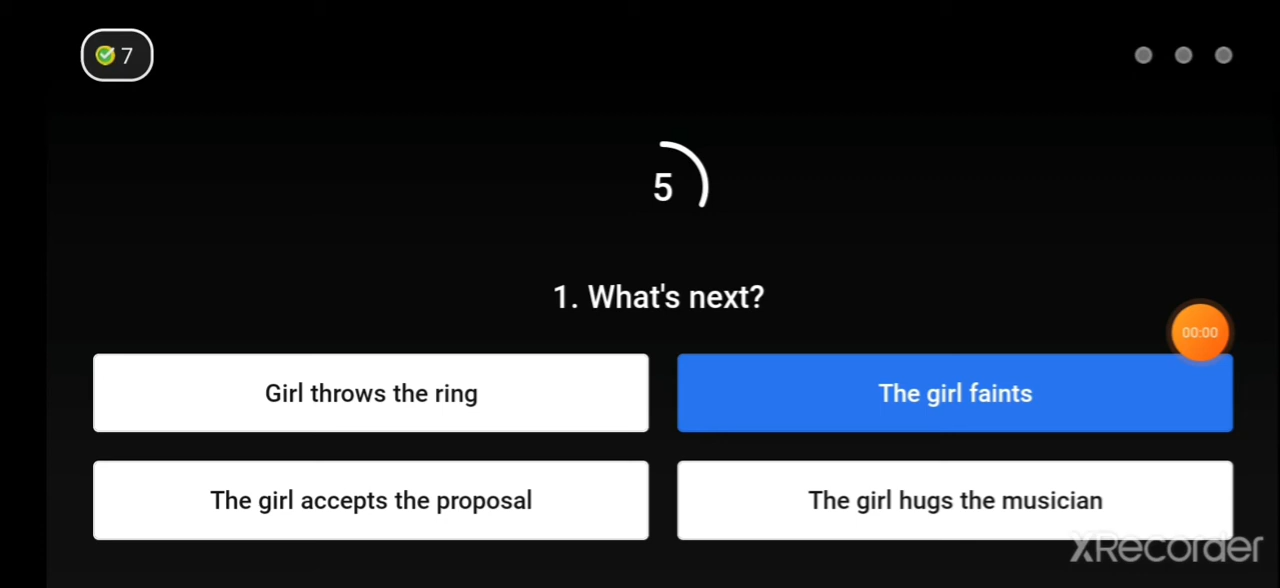 7
5
1. What's next?
00:00
Girl throws the ring
The girl faints
The girl accepts the proposal
The girl hugs the musician
XRecorder